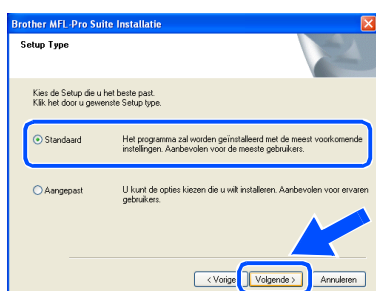 Brother MFL-Pro Suite Installatie
Setup Type
Kies de Setup die u het beste past.
Klik het door u gewenste Setup type.
Standaard
Het programma zal worden geïnstalleerd met de meest voorkomende
instellingen. Aanbevolen voor de meeste gebruikers.
Aangepast
U kunt de opties kiezen die u wilt installeren. Aanbevolen voor ervaren
gebruikers.
< Vorige
Volgende >
Annuleren